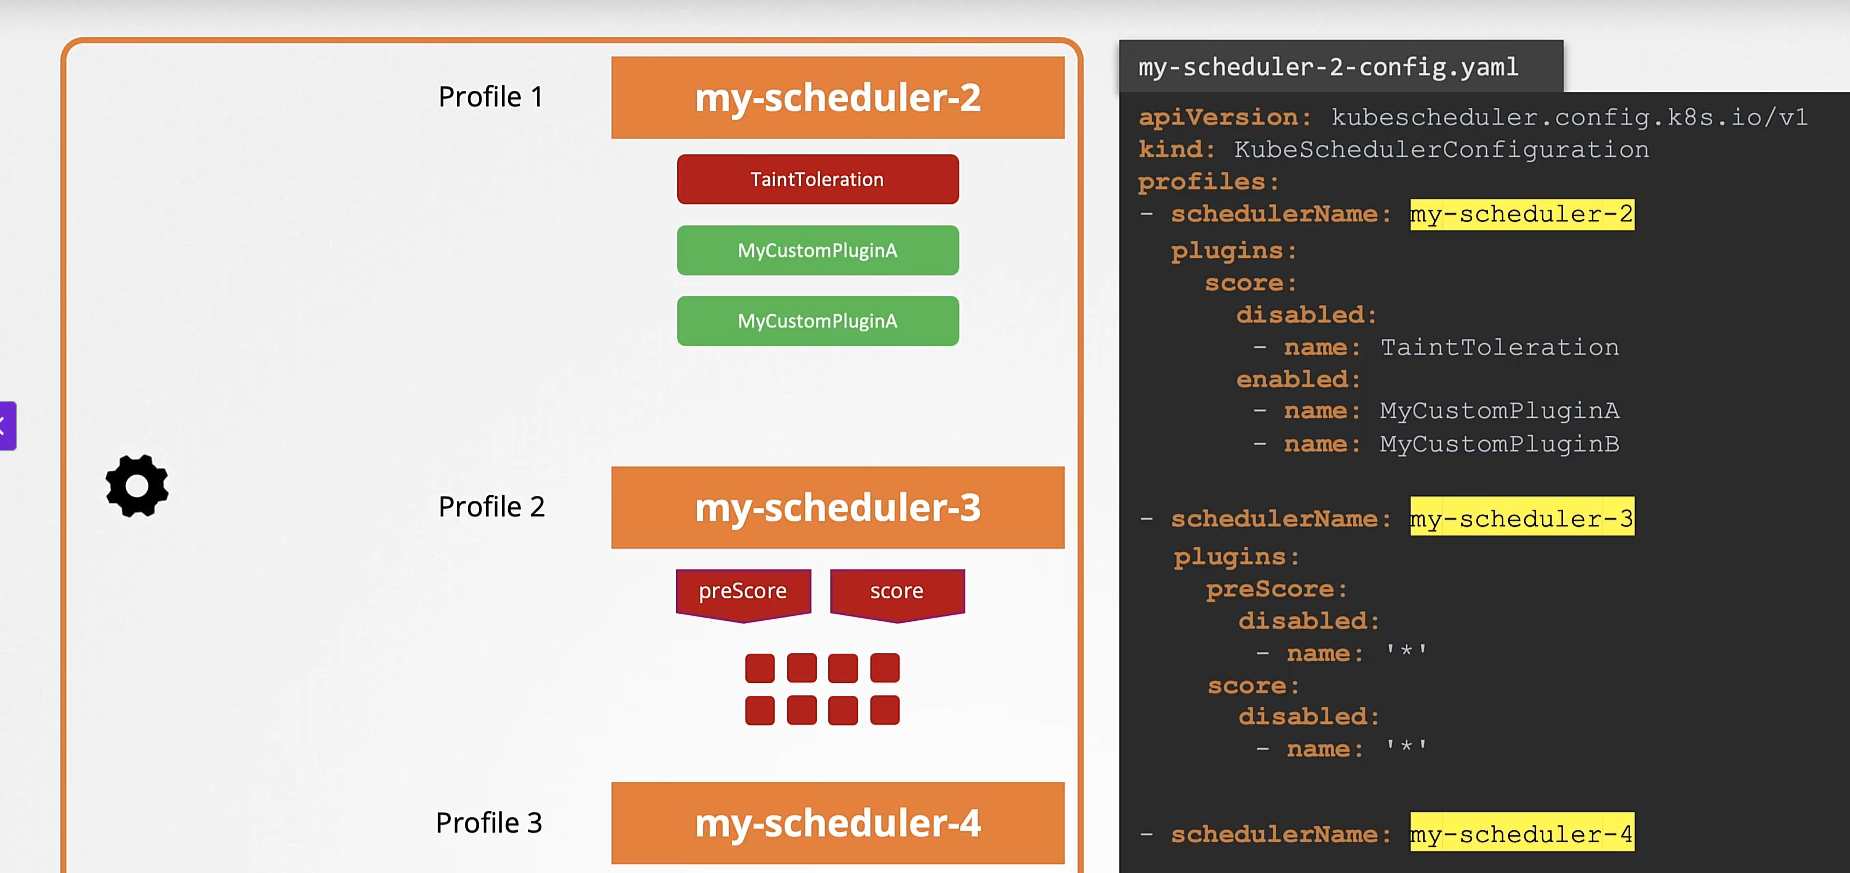 Profile 1
my-scheduler-2
TaintToleration
MyCustomPluginA
MyCustomPluginA
Profile 2
my-scheduler-3
preScore
score
Profile 3
my-scheduler-4
my-scheduler-2-config.yaml
apiVersion: kubescheduler.config.k8s.io/v1
kind: KubeSchedulerConfiguration
profiles:
- schedulerName: my-scheduler-2
  plugins:
    score:
      disabled:
       - name: TaintToleration
      enabled:
       - name: MyCustomPluginA
       - name: MyCustomPluginB
- schedulerName: my-scheduler-3
  plugins:
    preScore:
      disabled:
       - name: '*'
    score:
      disabled:
       - name: '*'
- schedulerName: my-scheduler-4